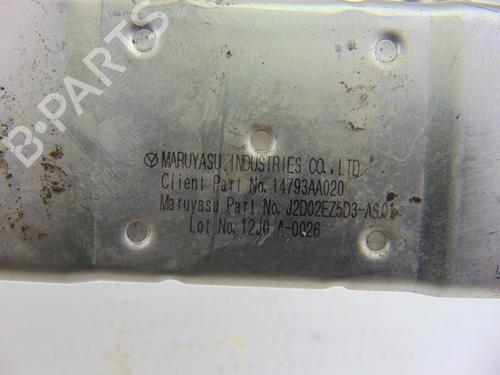 B-PARTS
MARUYASU INDUSTRIES CO., LTD.
Client Part No. 14793AA020
Maruyasu Part No. J2D02EZ5D3-AS01
Lot No. 12J0-A-0026